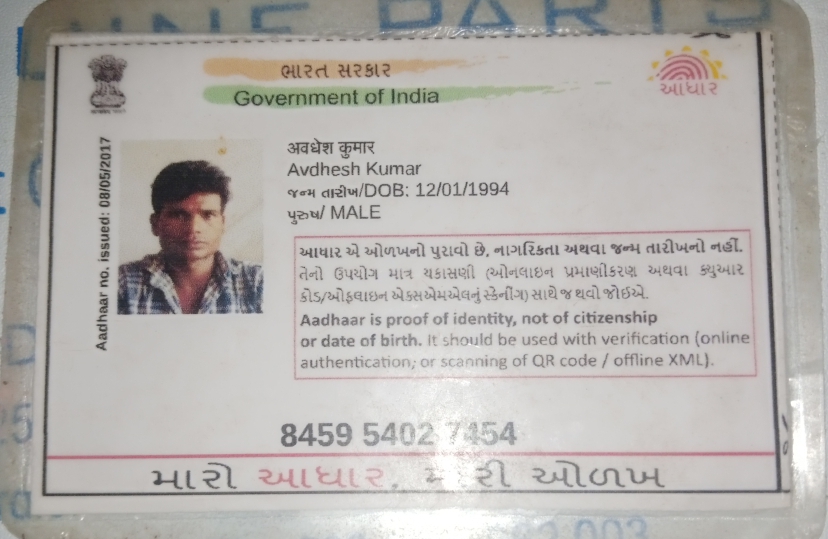 ભારત સરકાર
Government of India
આધાર
Aadhaar no. issued: 08/05/2017
अवधेश कुमार
Avdhesh Kumar
જન્મ તારીખ/DOB: 12/01/1994
પુરુષ/ MALE
આધાર એ ઓળખનો પુરાવો છે, નાગરિકતા અથવા જન્મ તારીખનો નહીં.
તેનો ઉપયોગ માત્ર ચકાસણી (ઓનલાઇન પ્રમાણીકરણ અથવા ક્યુઆર
કોડ/ઓફલાઇન એક્સએમએલનું સ્કેનીંગ) સાથે જ થવો જોઈએ.
Aadhaar is proof of identity, not of citizenship
or date of birth. It should be used with verification (online
authentication, or scanning of QR code / offline XML).
8459 5402 7454
મારો આધાર, મારી ઓળખ